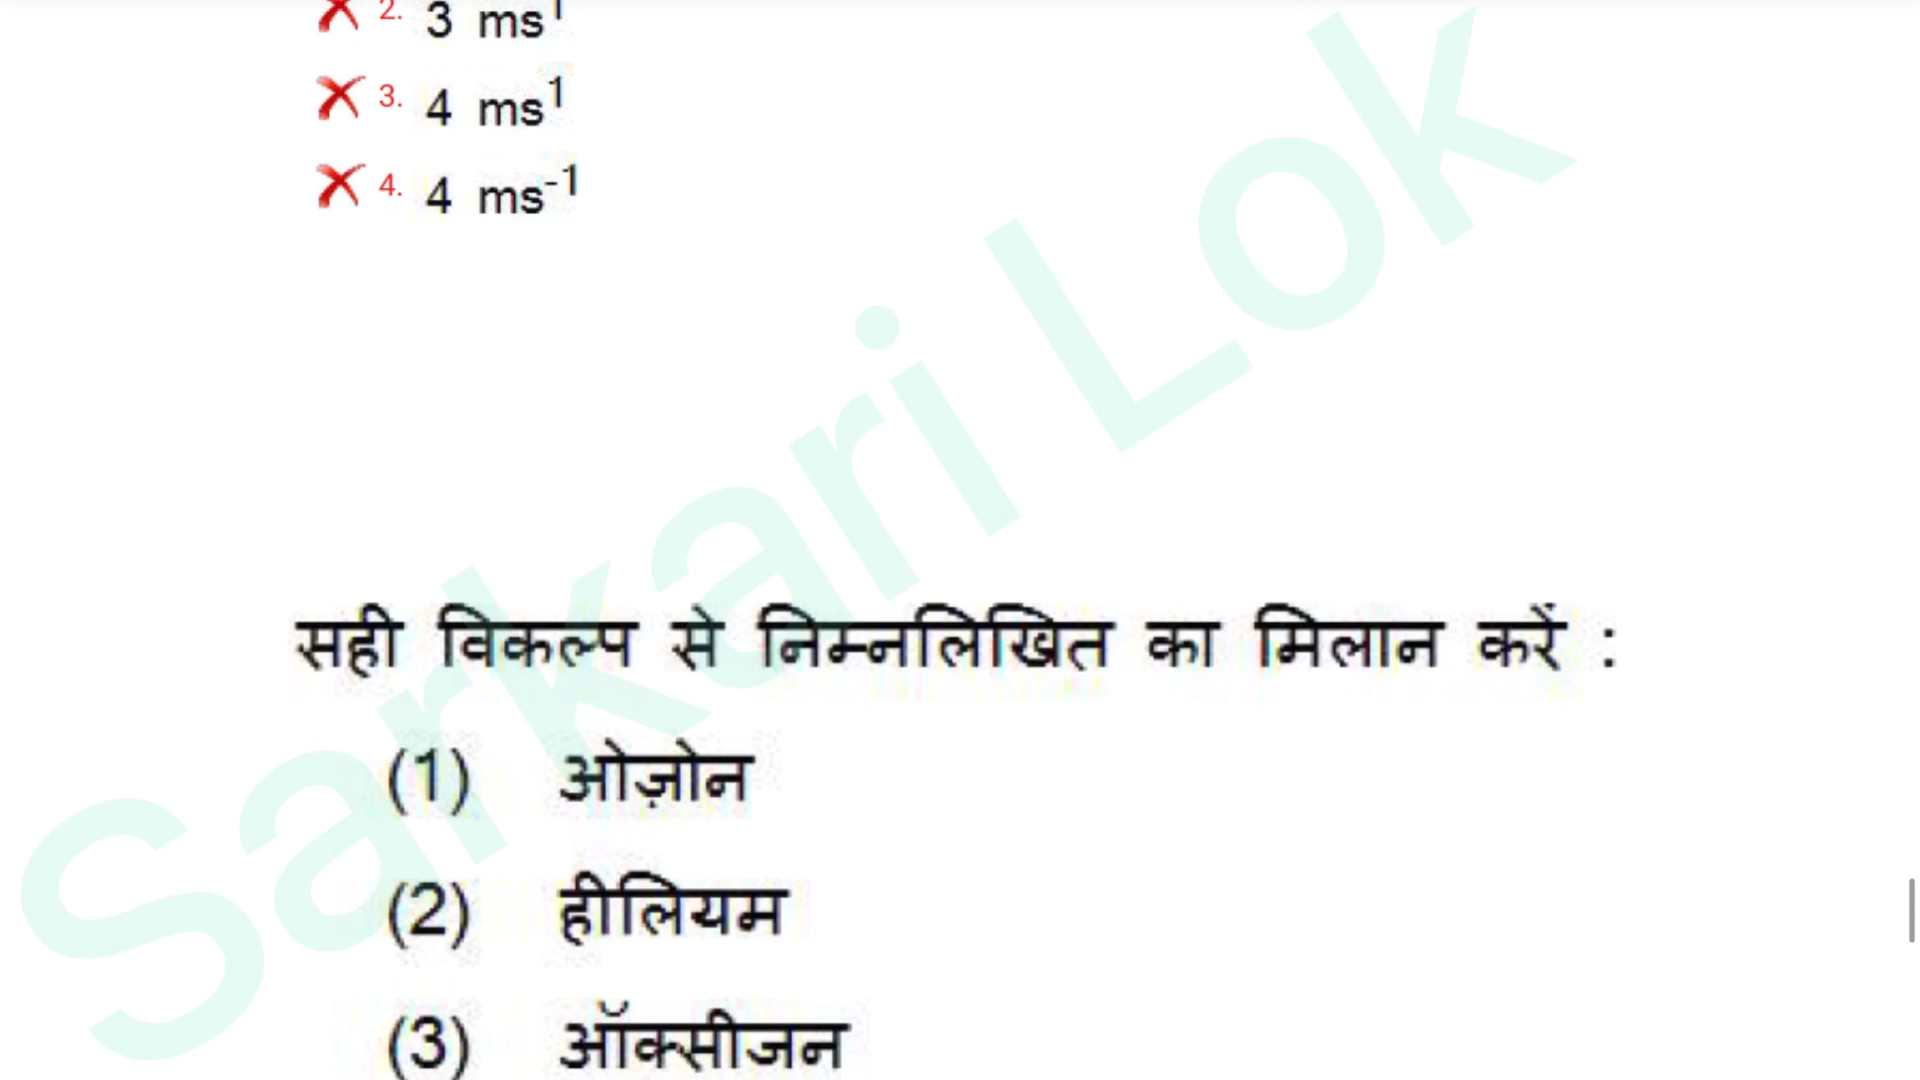 2. 3 ms¹
3. 4 ms¹
4. 4 ms⁻¹
Sarkari Lok
सही विकल्प से निम्नलिखित का मिलान करें :
(1) ओज़ोन
(2) हीलियम
(3) ऑक्सीजन